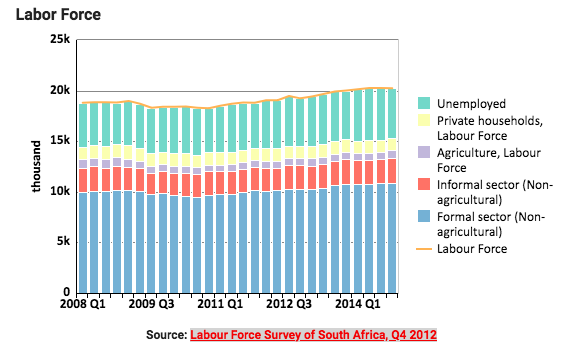 Labor Force
25k
20k
15k
10k
5k
0
thousand
2008 Q1
2009 Q3
2011 Q1
2012 Q3
2014 Q1
Unemployed
Private households,
Labour Force
Agriculture, Labour
Force
Informal sector (Non-
agricultural)
Formal sector (Non-
agricultural)
Labour Force
Source: Labour Force Survey of South Africa, Q4 2012